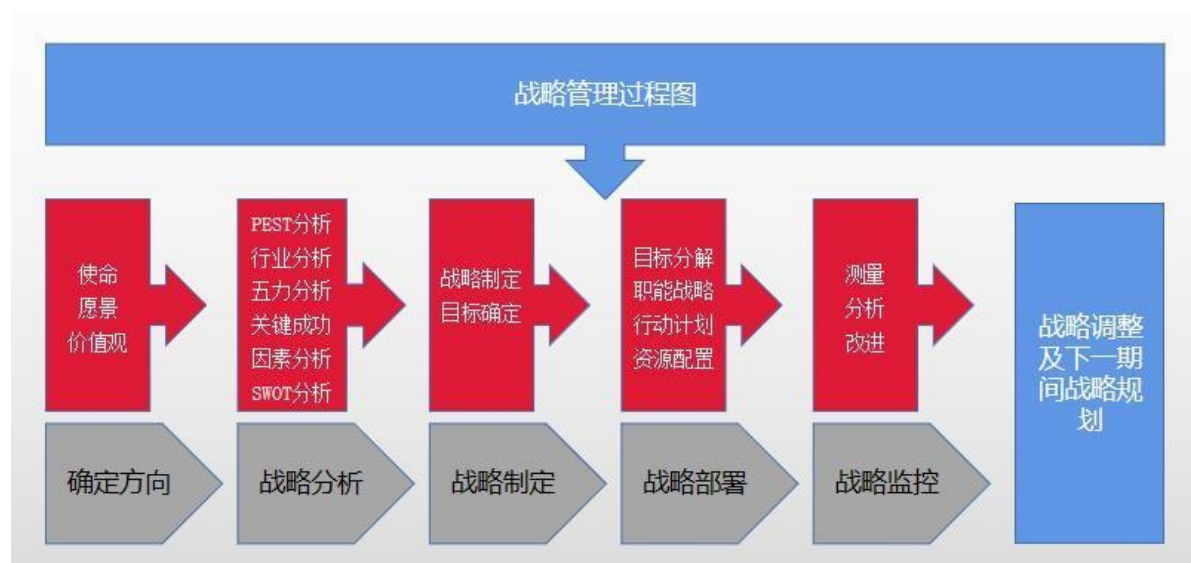 战略管理过程图
使命
愿景
价值观
PEST分析
行业分析
五力分析
关键成功
因素分析
SWOT分析
战略制定
目标确定
目标分解
职能战略
行动计划
资源配置
测量
分析
改进
战略调整
及下一期
间战略规
划
确定方向
战略分析
战略制定
战略部署
战略监控